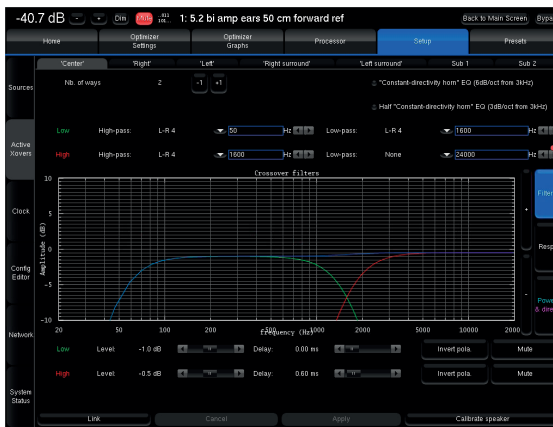 -40.7 dB - + Dim Mute 1: 5.2 bi amp ears 50 cm forward ref Back to Main Screen Bypa
Home Optimizer Settings Optimizer Graphs Processor Setup Presets
'Center' 'Right' 'Left' 'Right surround' 'Left surround' Sub 1 Sub 2
Sources
Nb. of ways 2 -1 +1 "Constant-directivity horn" EQ (6dB/oct from 3kHz)
Half "Constant-directivity horn" EQ (3dB/oct from 3kHz)
Active Xovers
Low High-pass: L-R 4 50 Hz Low-pass: L-R 4 1600 Hz
High High-pass: L-R 4 1600 Hz Low-pass: None 24000 Hz
Crossover filters
Clock
Config Editor
Network
System Status
Amplitude (dB)
10
5
0
-5
-10
20 50 100 200 500 1000 2000 5000 10000 2000
Frequency (Hz)
+
-
Filter
Resp
Powe
& dire
Low Level: -1.0 dB Delay: 0.00 ms Invert pola. Mute
High Level: -0.5 dB Delay: 0.60 ms Invert pola. Mute
Link Cancel Apply Calibrate speaker